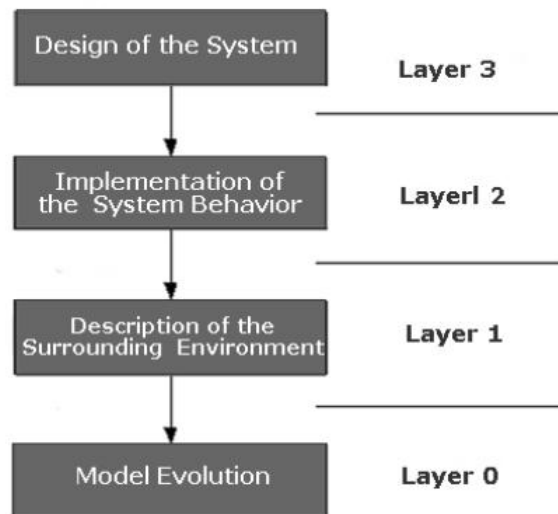 Design of the System
Layer 3
Implementation of
the System Behavior
Layerl 2
Description of the
Surrounding Environment
Layer 1
Model Evolution
Layer 0